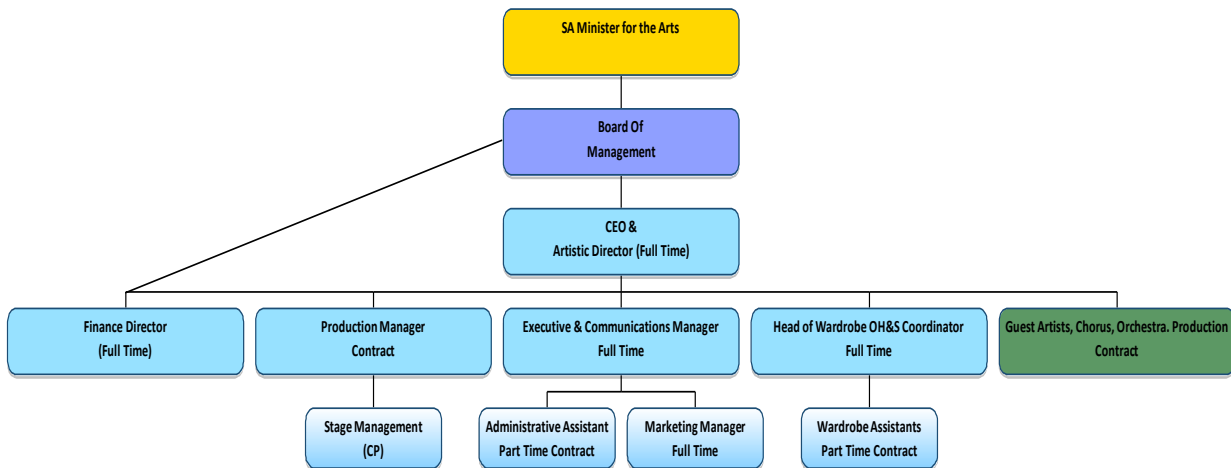 SA Minister for the Arts
Board Of
Management
CEO &
Artistic Director (Full Time)
Finance Director
(Full Time)
Production Manager
Contract
Executive & Communications Manager
Full Time
Head of Wardrobe OH&S Coordinator
Full Time
Guest Artists, Chorus, Orchestra. Production
Contract
Stage Management
(CP)
Administrative Assistant
Part Time Contract
Marketing Manager
Full Time
Wardrobe Assistants
Part Time Contract